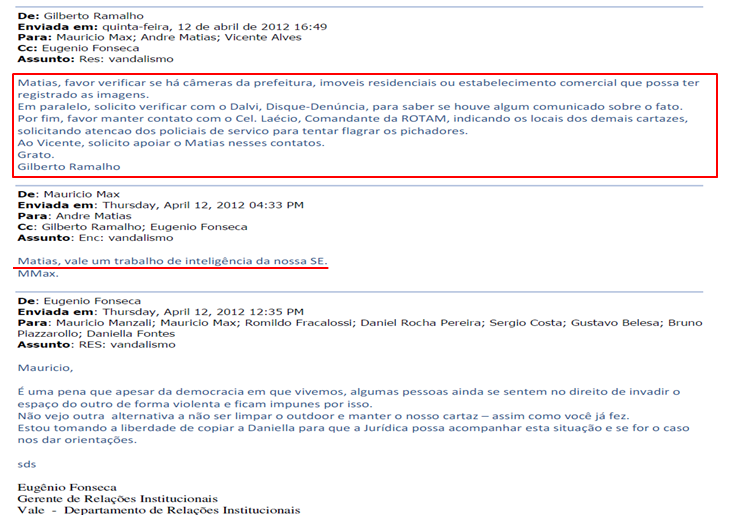 De: Gilberto Ramalho
Enviada em: quinta-feira, 12 de abril de 2012 16:49
Para: Mauricio Max; Andre Matias; Vicente Alves
Cc: Eugenio Fonseca
Assunto: Res: vandalismo
Matias, favor verificar se há câmeras da prefeitura, imoveis residenciais ou estabelecimento comercial que possa ter
registrado as imagens.
Em paralelo, solicito verificar com o Dalvi, Disque-Denúncia, para saber se houve algum comunicado sobre o fato.
Por fim, favor manter contato com o Cel. Laécio, Comandante da ROTAM, indicando os locais dos demais cartazes,
solicitando atencao dos policiais de servico para tentar flagrar os pichadores.
Ao Vicente, solicito apoiar o Matias nesses contatos.
Grato.
Gilberto Ramalho
De: Mauricio Max
Enviada em: Thursday, April 12, 2012 04:33 PM
Para: Andre Matias
Cc: Gilberto Ramalho; Eugenio Fonseca
Assunto: Enc: vandalismo
Matias, vale um trabalho de inteligência da nossa SE.
MMax.
De: Eugenio Fonseca
Enviada em: Thursday, April 12, 2012 12:35 PM
Para: Mauricio Manzali; Mauricio Max; Romildo Fracalossi; Daniel Rocha Pereira; Sergio Costa; Gustavo Belesa; Bruno
Piazzarollo; Daniella Fontes
Assunto: RES: vandalismo
Mauricio,
É uma pena que apesar da democracia em que vivemos, algumas pessoas ainda se sentem no direito de invadir o
espaço do outro de forma violenta e ficam impunes por isso.
Não vejo outra alternativa a não ser limpar o outdoor e manter o nosso cartaz – assim como você já fez.
Estou tomando a liberdade de copiar a Daniella para que a Jurídica possa acompanhar esta situação e se for o caso
nos dar orientações.
sds
Eugênio Fonseca
Gerente de Relações Institucionais
Vale - Departamento de Relações Institucionais